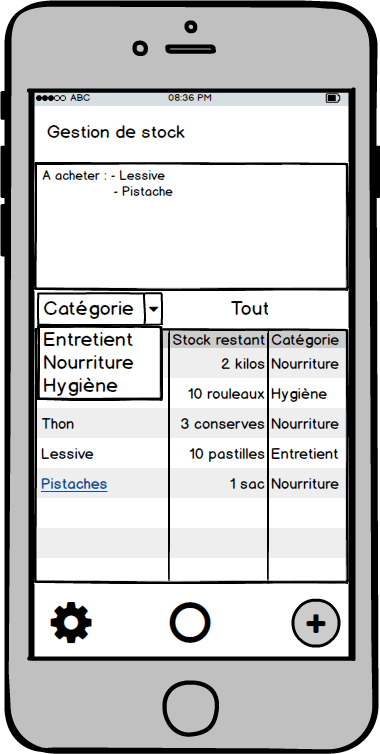 ABC 08:36 PM
Gestion de stock
A acheter : - Lessive
- Pistache
Catégorie Tout
Entretient
Nourriture
Hygiène
Stock restant Catégorie
2 kilos Nourriture
10 rouleaux Hygiène
Thon 3 conserves Nourriture
Lessive 10 pastilles Entretient
Pistaches 1 sac Nourriture